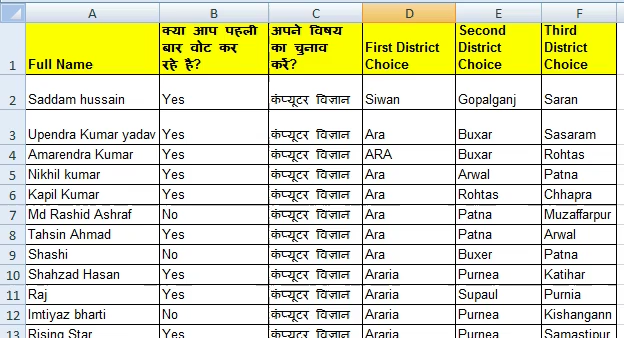 A B C D E F
1 Full Name क्या आप पहली बार वोट कर रहे है? अपने विषय का चुनाव करें? First District Choice Second District Choice Third District Choice
2 Saddam hussain Yes कंप्यूटर विज्ञान Siwan Gopalganj Saran
3 Upendra Kumar yadav Yes कंप्यूटर विज्ञान Ara Buxar Sasaram
4 Amarendra Kumar Yes कंप्यूटर विज्ञान ARA Buxar Rohtas
5 Nikhil kumar Yes कंप्यूटर विज्ञान Ara Arwal Patna
6 Kapil Kumar Yes कंप्यूटर विज्ञान Ara Rohtas Chhapra
7 Md Rashid Ashraf No कंप्यूटर विज्ञान Ara Patna Muzaffarpur
8 Tahsin Ahmad Yes कंप्यूटर विज्ञान Ara Patna Arwal
9 Shashi No कंप्यूटर विज्ञान Ara Buxer Patna
10 Shahzad Hasan Yes कंप्यूटर विज्ञान Araria Purnea Katihar
11 Raj Yes कंप्यूटर विज्ञान Araria Supaul Purnia
12 Imtiyaz bharti No कंप्यूटर विज्ञान Araria Purnea Kishangann
13 Rising Star Yes कंप्यूटर विज्ञान Araria Purnea Samastipur